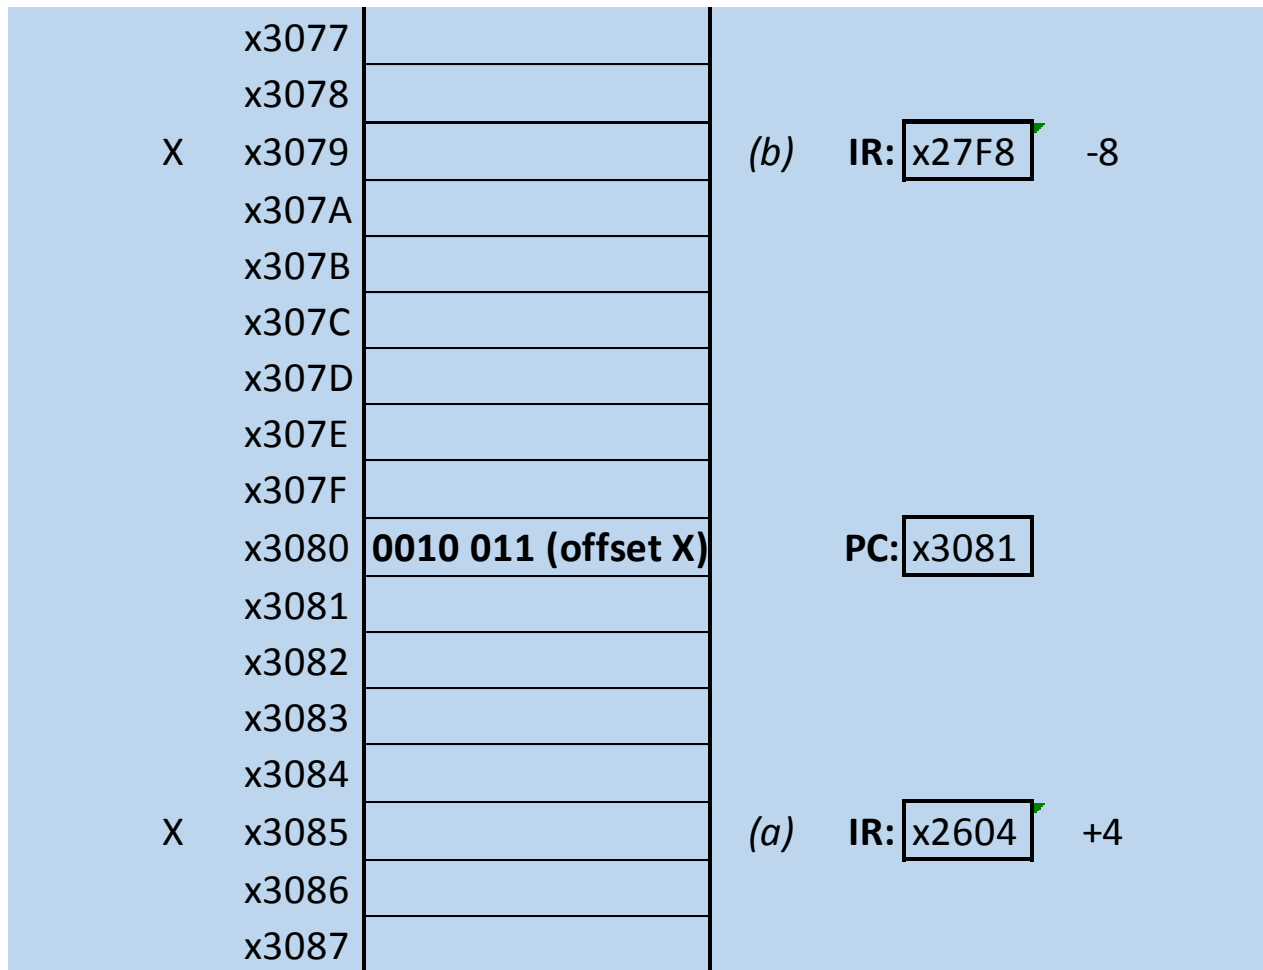 x3077
x3078
X x3079 (b) IR: x27F8 -8
x307A
x307B
x307C
x307D
x307E
x307F
x3080 0010 011 (offset X) PC: x3081
x3081
x3082
x3083
x3084
X x3085 (a) IR: x2604 +4
x3086
x3087